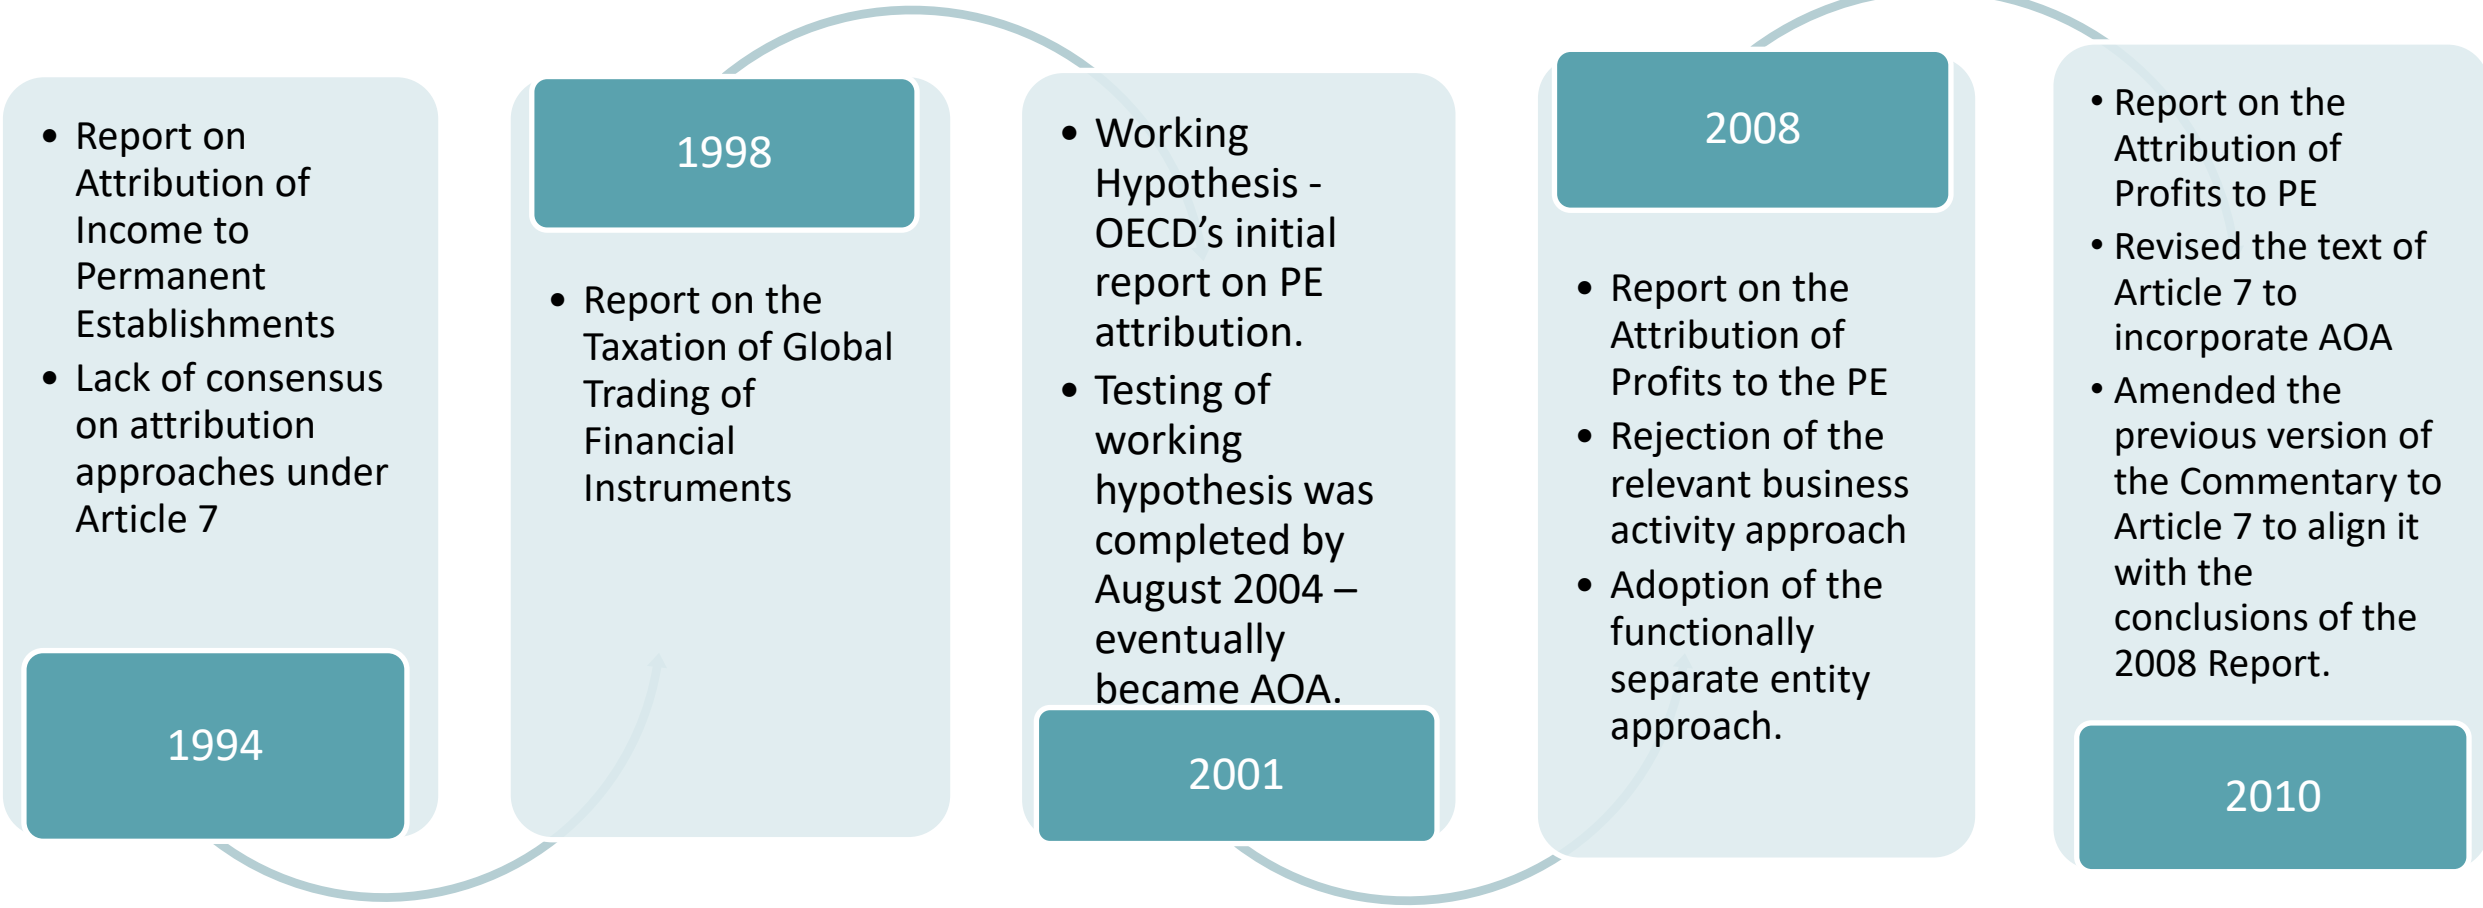 • Report on
Attribution of
Income to
Permanent
Establishments
• Lack of consensus
on attribution
approaches under
Article 7
1994
1998
• Report on the
Taxation of Global
Trading of
Financial
Instruments
• Working
Hypothesis -
OECD’s initial
report on PE
attribution.
• Testing of
working
hypothesis was
completed by
August 2004 –
eventually
became AOA.
2001
2008
• Report on the
Attribution of
Profits to the PE
• Rejection of the
relevant business
activity approach
• Adoption of the
functionally
separate entity
approach.
• Report on the
Attribution of
Profits to PE
• Revised the text of
Article 7 to
incorporate AOA
• Amended the
previous version of
the Commentary to
Article 7 to align it
with the
conclusions of the
2008 Report.
2010